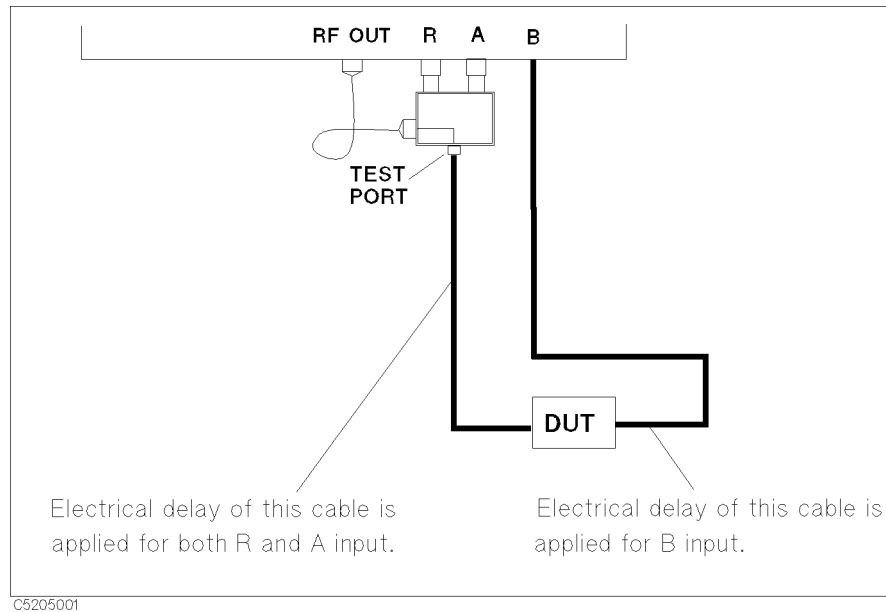 RF OUT R A B
TEST
PORT
DUT
Electrical delay of this cable is
applied for both R and A input.
Electrical delay of this cable is
applied for B input.
C5205001